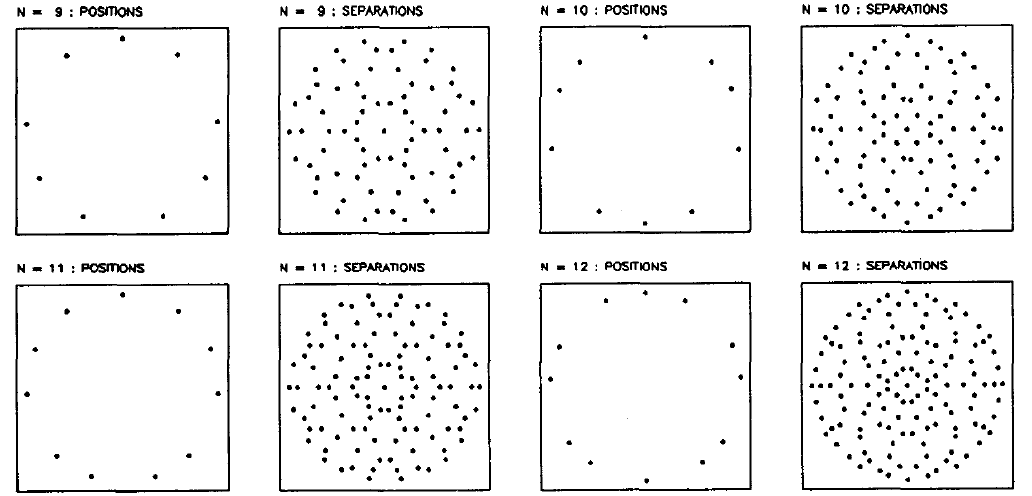 N = 9 : POSITIONS
N = 9 : SEPARATIONS
N = 10 : POSITIONS
N = 10 : SEPARATIONS
N = 11 : POSITIONS
N = 11 : SEPARATIONS
N = 12 : POSITIONS
N = 12 : SEPARATIONS